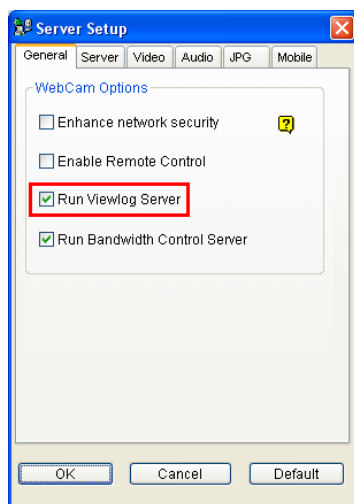 Server Setup
General Server Video Audio JPG Mobile
WebCam Options
Enhance network security
Enable Remote Control
Run Viewlog Server
Run Bandwidth Control Server
OK Cancel Default